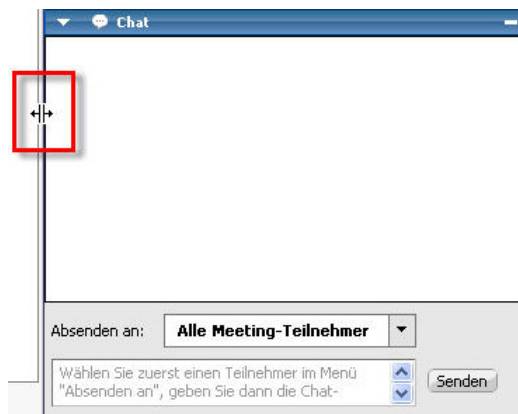 Chat
Absenden an: Alle Meeting-Teilnehmer
Wählen Sie zuerst einen Teilnehmer im Menü
"Absenden an", geben Sie dann die Chat-
Senden